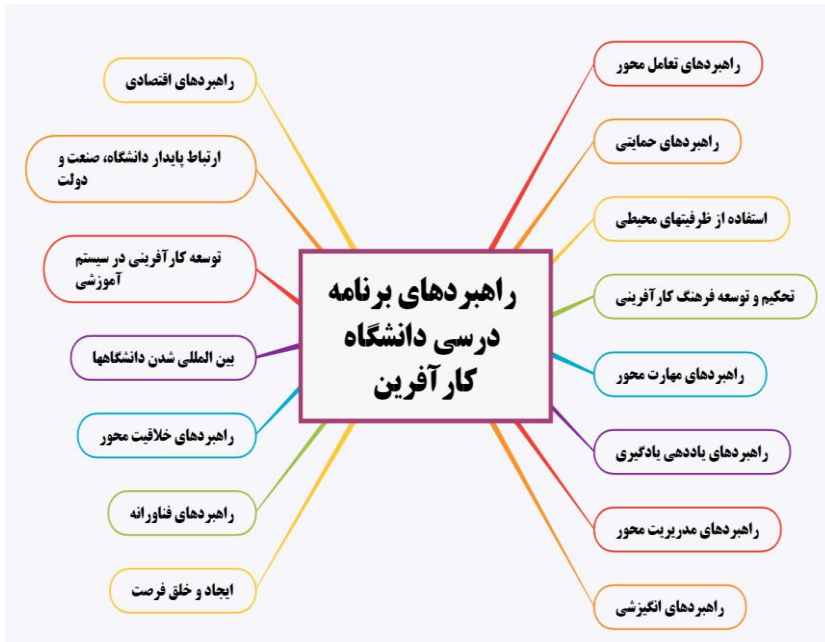 راهبردهای برنامه
درسی دانشگاه
کارآفرین
راهبردهای تعامل محور
راهبردهای حمایتی
استفاده از ظرفیتهای محیطی
تحکیم و توسعه فرهنگ کارآفرینی
راهبردهای مهارت محور
راهبردهای یاددهی یادگیری
راهبردهای مدریریت محور
راهبردهای انگیزشی
راهبردهای اقتصادی
ارتباط پایدار دانشگاه، صنعت و
دولت
توسعه کارآفرینی در سیستم
آموزشی
بین المللی شدن دانشگاهها
راهبردهای خلاقیت محور
راهبردهای فناورانه
ایجاد و خلق فرصت